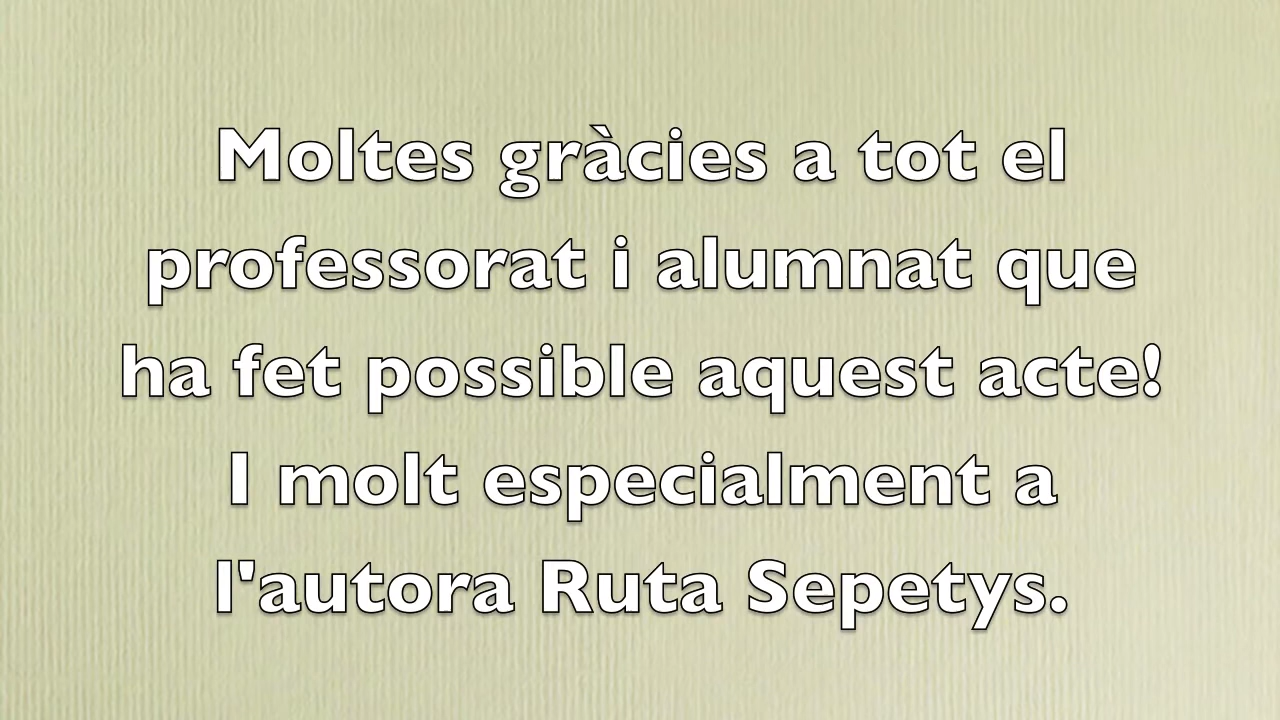 Moltes gràcies a tot el
professorat i alumnat que
ha fet possible aquest acte!
I molt especialment a
l'autora Ruta Sepetys.